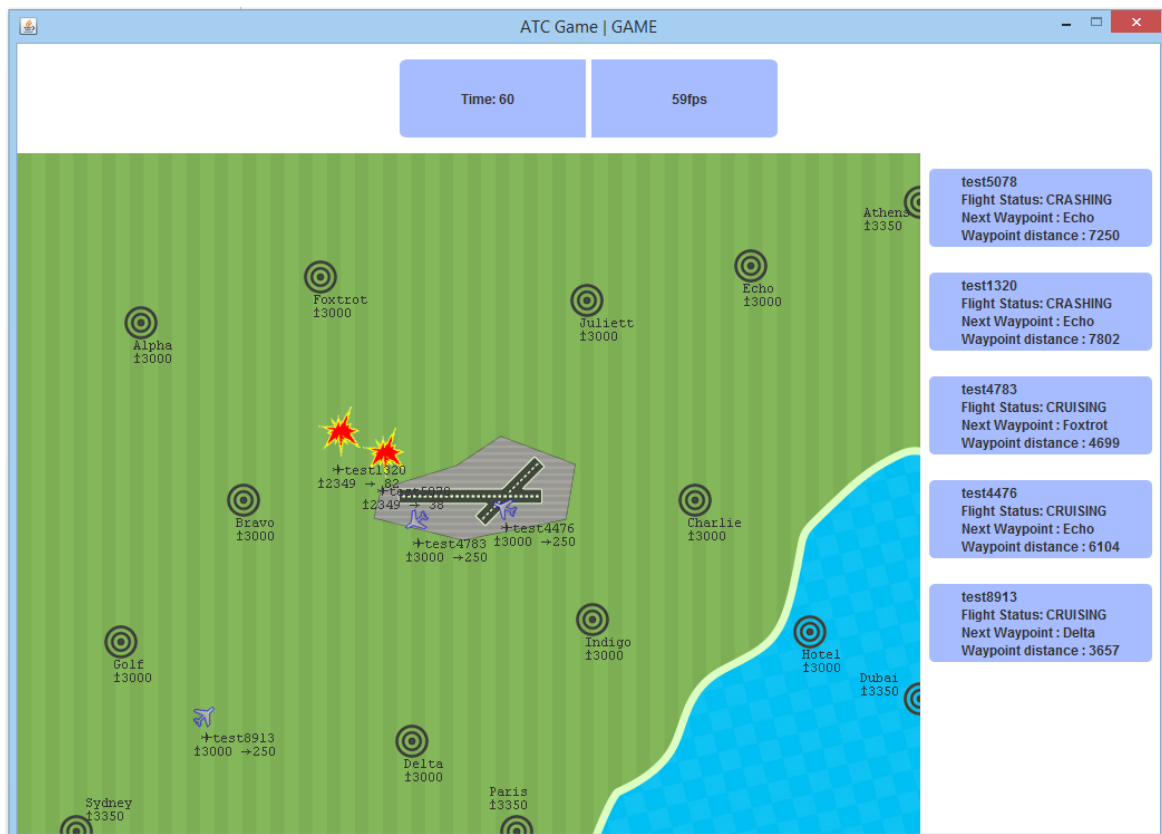 ATC Game | GAME
Time: 60
59fps
Athens
↥3350
Foxtrot
↥3000
Echo
↥3000
Juliett
↥3000
Alpha
↥3000
test1320
↥2349 → 82
test5078
↥2349 → 38
Bravo
↥3000
Charlie
↥3000
test4476
↥3000 →250
test4783
↥3000 →250
Indigo
↥3000
Hotel
↥3000
Golf
↥3000
Dubai
↥3350
test8913
↥3000 →250
Delta
↥3000
Paris
↥3350
Sydney
↥3350
test5078
Flight Status: CRASHING
Next Waypoint : Echo
Waypoint distance : 7250
test1320
Flight Status: CRASHING
Next Waypoint : Echo
Waypoint distance : 7802
test4783
Flight Status: CRUISING
Next Waypoint : Foxtrot
Waypoint distance : 4699
test4476
Flight Status: CRUISING
Next Waypoint : Echo
Waypoint distance : 6104
test8913
Flight Status: CRUISING
Next Waypoint : Delta
Waypoint distance : 3657